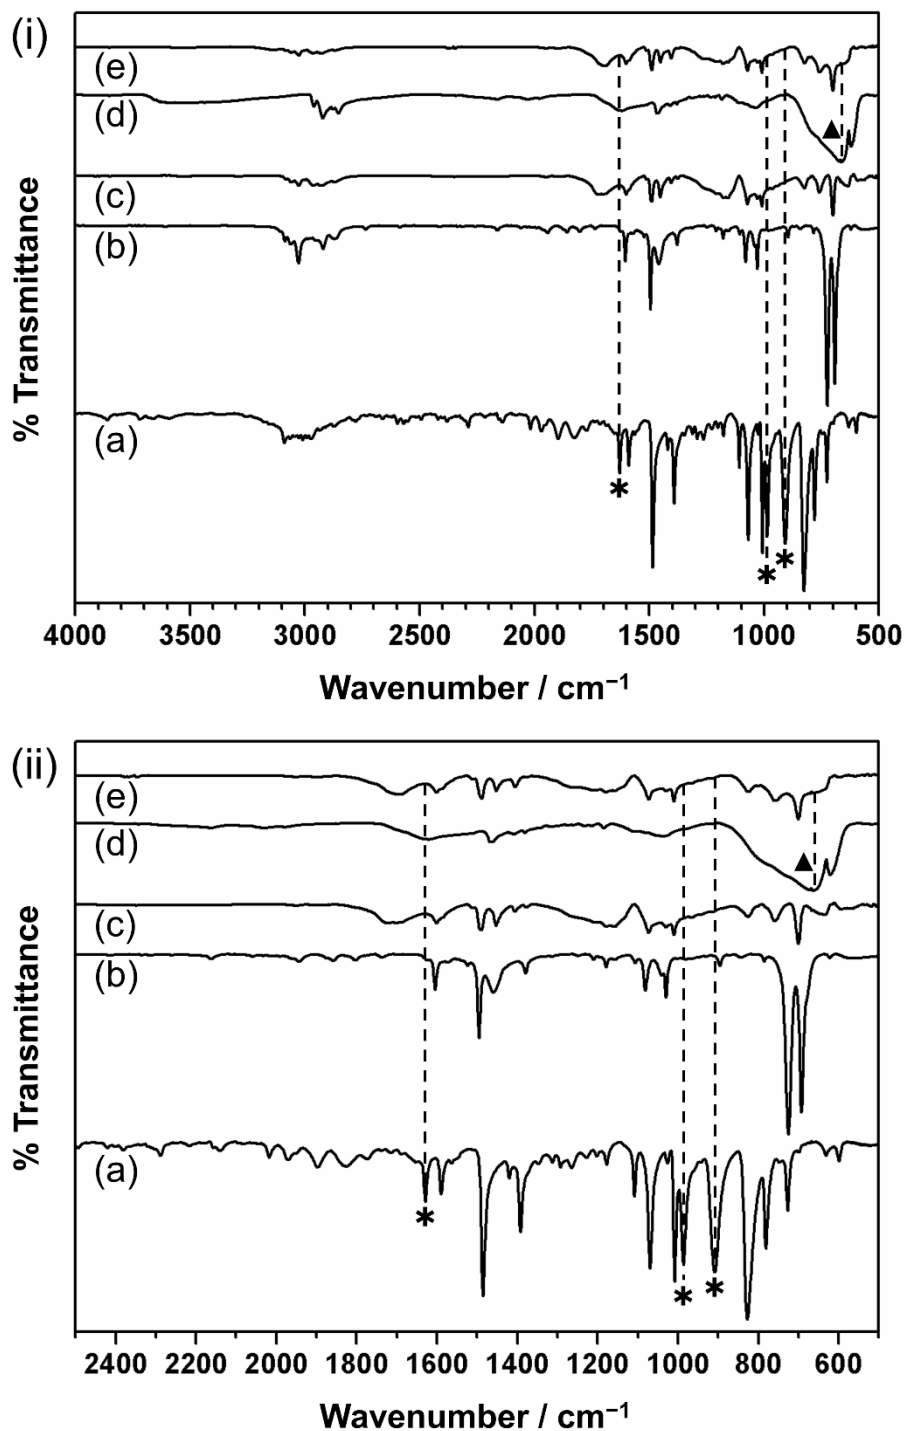 (i)
(e)
(d)
▲
(c)
(b)
(a)
*
*
*
% Transmittance
4000 3500 3000 2500 2000 1500 1000 500
Wavenumber / cm⁻¹
(ii)
(e)
(d)
▲
(c)
(b)
(a)
*
*
*
% Transmittance
2400 2200 2000 1800 1600 1400 1200 1000 800 600
Wavenumber / cm⁻¹